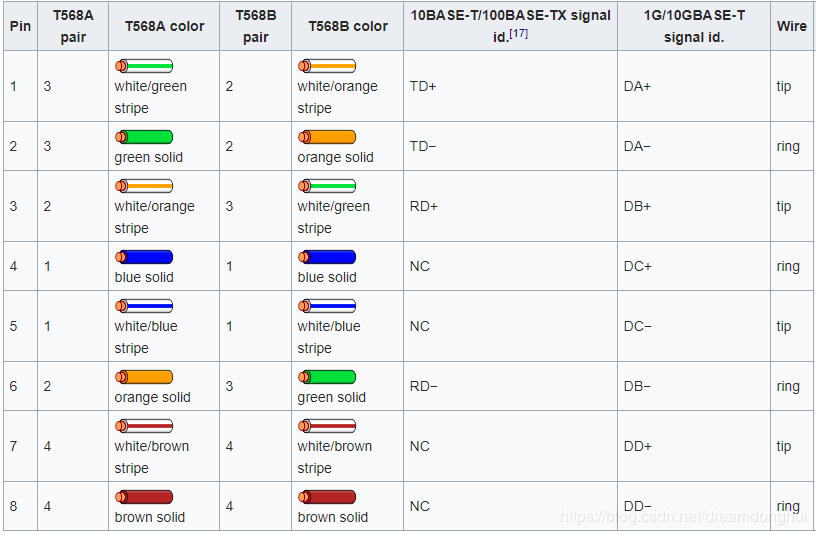 Pin T568A pair T568A color T568B pair T568B color 10BASE-T/100BASE-TX signal id.[17] 1G/10GBASE-T signal id. Wire
1 3 white/green stripe 2 white/orange stripe TD+ DA+ tip
2 3 green solid 2 orange solid TD− DA− ring
3 2 white/orange stripe 3 white/green stripe RD+ DB+ tip
4 1 blue solid 1 blue solid NC DC+ ring
5 1 white/blue stripe 1 white/blue stripe NC DC− tip
6 2 orange solid 3 green solid RD− DB− ring
7 4 white/brown stripe 4 white/brown stripe NC DD+ tip
8 4 brown solid 4 brown solid NC DD− ring
https://blog.csdn.net/dreamdonghui